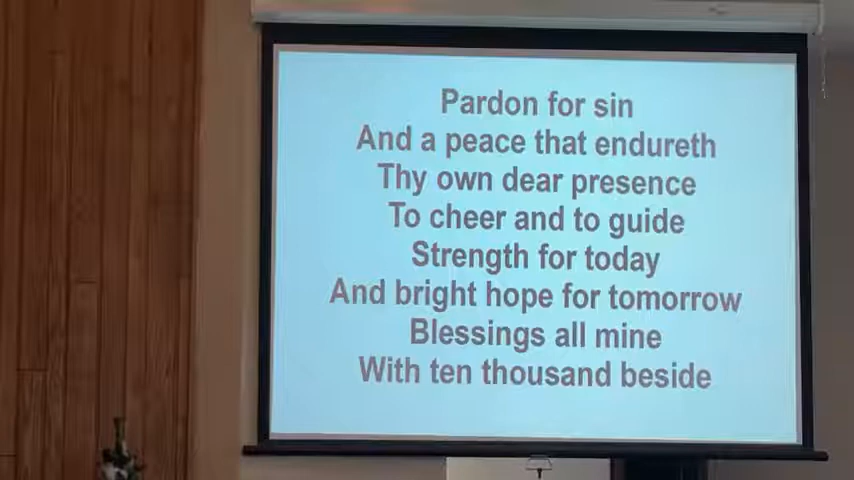 Pardon for sin
And a peace that endureth
Thy own dear presence
To cheer and to guide
Strength for today
And bright hope for tomorrow
Blessings all mine
With ten thousand beside